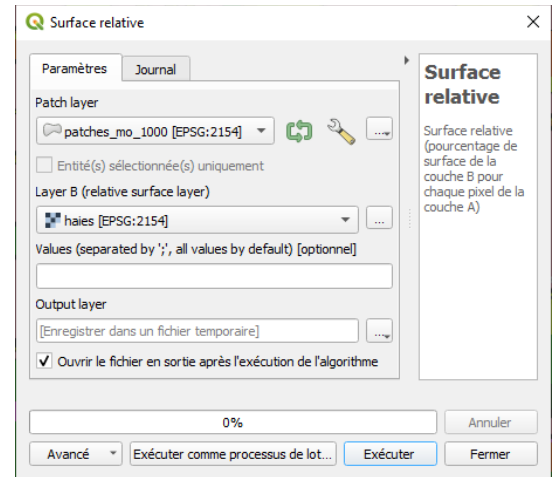 Surface relative
Paramètres
Journal
Patch layer
patches_mo_1000 [EPSG:2154]
...
Entité(s) sélectionnée(s) uniquement
Layer B (relative surface layer)
haies [EPSG:2154]
...
Values (separated by ';', all values by default) [optionnel]
Output layer
[Enregistrer dans un fichier temporaire]
...
Ouvrir le fichier en sortie après l'exécution de l'algorithme
Surface
relative
Surface relative
(pourcentage de
surface de la
couche B pour
chaque pixel de la
couche A)
0%
Annuler
Avancé
Exécuter comme processus de lot...
Exécuter
Fermer